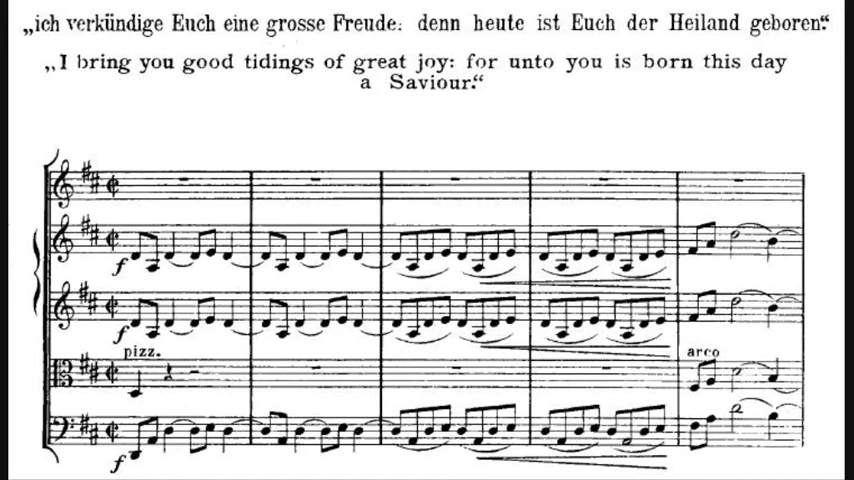 „ich verkündige Euch eine grosse Freude: denn heute ist Euch der Heiland geboren“.
„I bring you good tidings of great joy: for unto you is born this day
a Saviour.“
f
f
pizz.
arco
f